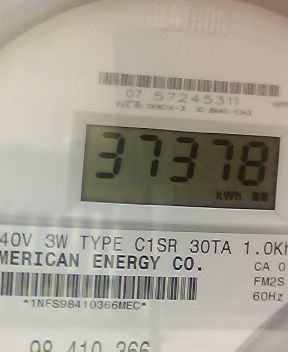 CENTRON
07 57245311
37378
kWh
40V 3W TYPE C1SR 30TA 1.0Kh
MERICAN ENERGY CO.
CA 0
FM2S
60Hz
*1NFS98410366MEC*
98 410 366